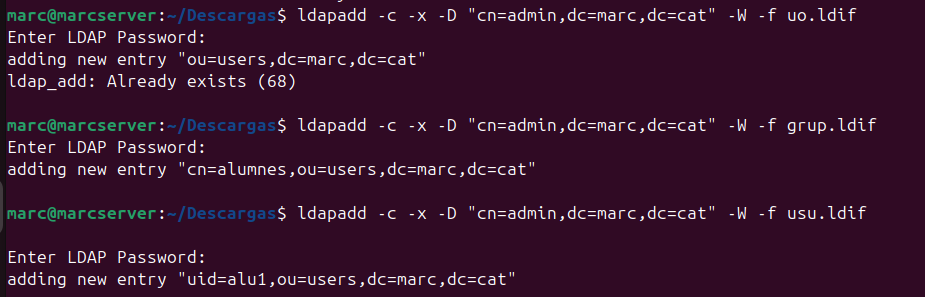 marc@marcserver:~/Descargas$ ldapadd -c -x -D "cn=admin,dc=marc,dc=cat" -W -f uo.ldif
Enter LDAP Password:
adding new entry "ou=users,dc=marc,dc=cat"
ldap_add: Already exists (68)
marc@marcserver:~/Descargas$ ldapadd -c -x -D "cn=admin,dc=marc,dc=cat" -W -f grup.ldif
Enter LDAP Password:
adding new entry "cn=alumnes,ou=users,dc=marc,dc=cat"
marc@marcserver:~/Descargas$ ldapadd -c -x -D "cn=admin,dc=marc,dc=cat" -W -f usu.ldif
Enter LDAP Password:
adding new entry "uid=alu1,ou=users,dc=marc,dc=cat"